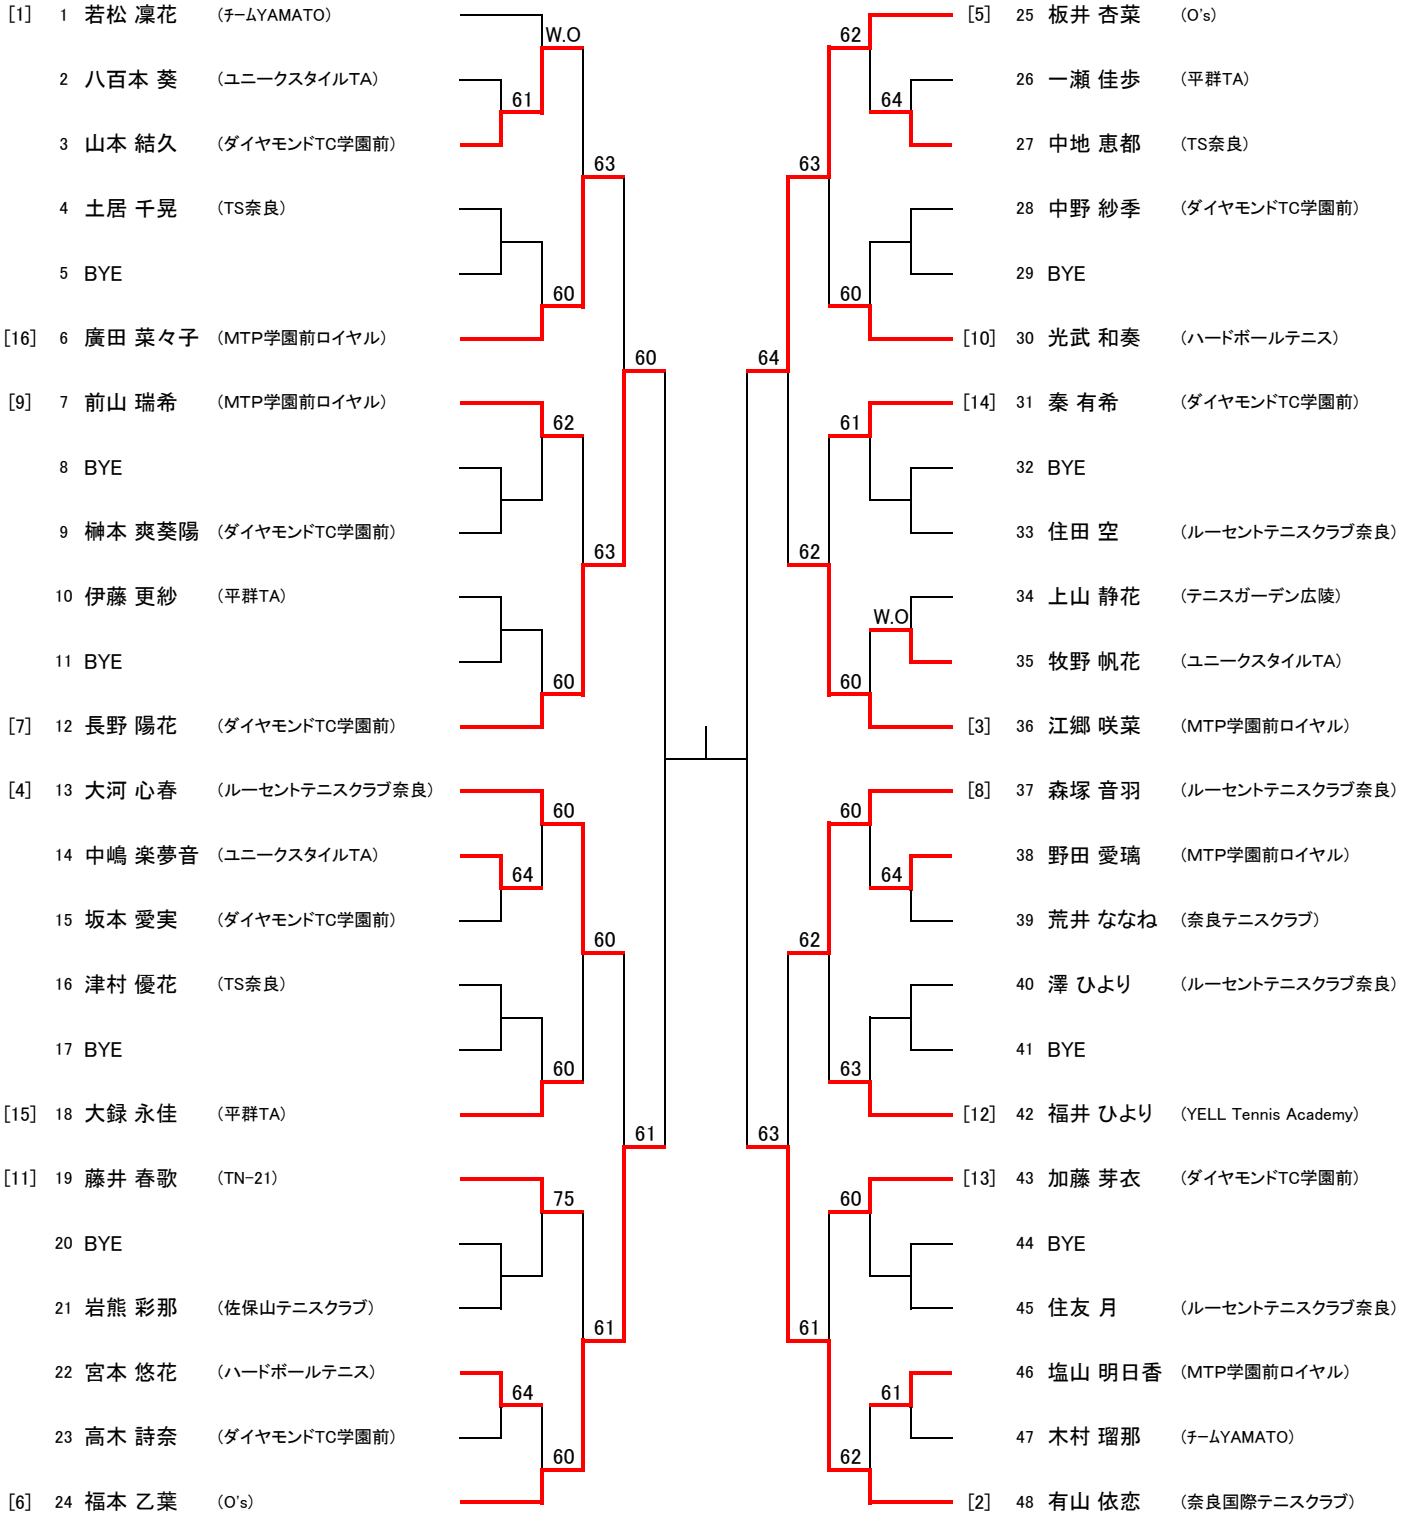 [1] 1 若松 凜花 (チームYAMATO)
2 八百本 葵 (ユニークスタイルTA)
3 山本 結久 (ダイヤモンドTC学園前)
4 土居 千晃 (TS奈良)
5 BYE
[16] 6 廣田 菜々子 (MTP学園前ロイヤル)
[9] 7 前山 瑞希 (MTP学園前ロイヤル)
8 BYE
9 榊本 爽葵陽 (ダイヤモンドTC学園前)
10 伊藤 更紗 (平群TA)
11 BYE
[7] 12 長野 陽花 (ダイヤモンドTC学園前)
[4] 13 大河 心春 (ルーセントテニスクラブ奈良)
14 中嶋 楽夢音 (ユニークスタイルTA)
15 坂本 愛実 (ダイヤモンドTC学園前)
16 津村 優花 (TS奈良)
17 BYE
[15] 18 大録 永佳 (平群TA)
[11] 19 藤井 春歌 (TN-21)
20 BYE
21 岩熊 彩那 (佐保山テニスクラブ)
22 宮本 悠花 (ハードボールテニス)
23 高木 詩奈 (ダイヤモンドTC学園前)
[6] 24 福本 乙葉 (O's)
61
64
64
W.O
60
62
60
60
60
75
60
63
63
60
61
60
61
[5] 25 板井 杏菜 (O's)
26 一瀬 佳歩 (平群TA)
27 中地 恵都 (TS奈良)
28 中野 紗季 (ダイヤモンドTC学園前)
29 BYE
[10] 30 光武 和奏 (ハードボールテニス)
[14] 31 秦 有希 (ダイヤモンドTC学園前)
32 BYE
33 住田 空 (ルーセントテニスクラブ奈良)
34 上山 静花 (テニスガーデン広陵)
35 牧野 帆花 (ユニークスタイルTA)
[3] 36 江郷 咲菜 (MTP学園前ロイヤル)
[8] 37 森塚 音羽 (ルーセントテニスクラブ奈良)
38 野田 愛璃 (MTP学園前ロイヤル)
39 荒井 ななね (奈良テニスクラブ)
40 澤 ひより (ルーセントテニスクラブ奈良)
41 BYE
[12] 42 福井 ひより (YELL Tennis Academy)
[13] 43 加藤 芽衣 (ダイヤモンドTC学園前)
44 BYE
45 住友 月 (ルーセントテニスクラブ奈良)
46 塩山 明日香 (MTP学園前ロイヤル)
47 木村 瑠那 (チームYAMATO)
[2] 48 有山 依恋 (奈良国際テニスクラブ)
64
W.O
64
61
62
60
61
60
60
63
60
62
63
62
62
61
64
63